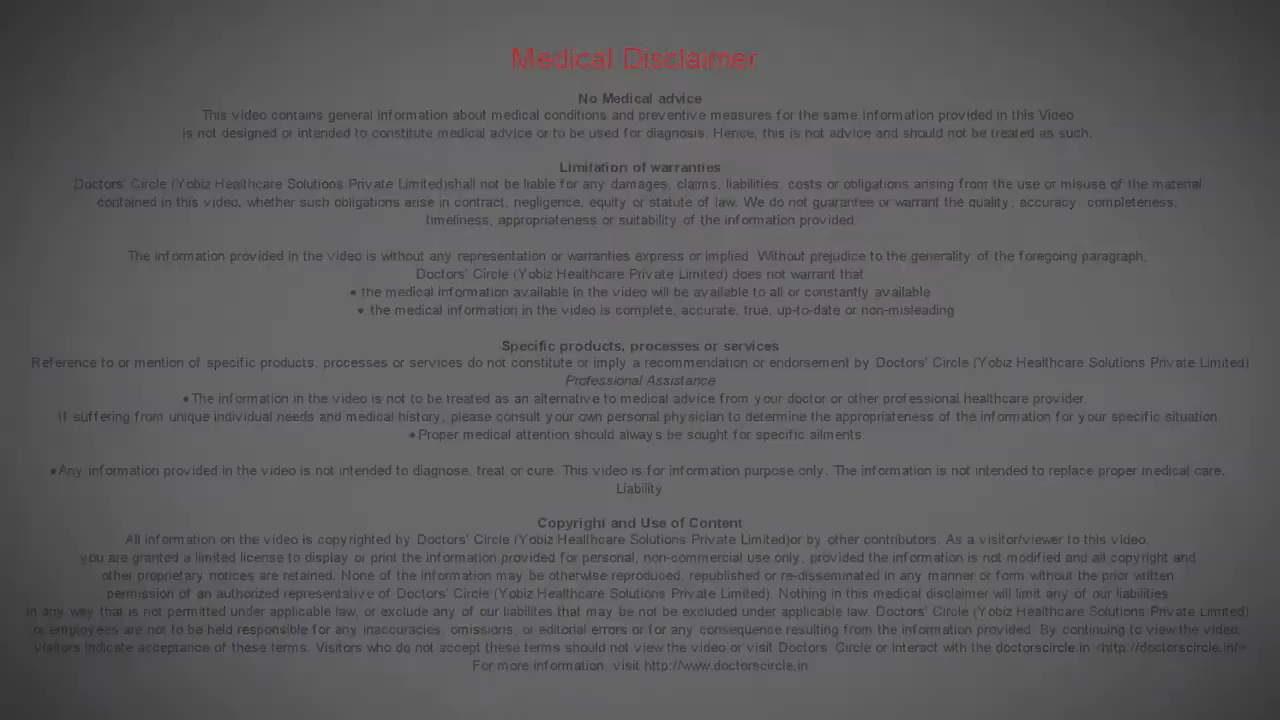 Medical Disclaimer
No Medical advice
This video contains general information about medical conditions and preventive measures for the same Information provided in this Video
is not designed or intended to constitute medical advice or to be used for diagnosis. Hence, this is not advice and should not be treated as such.
Limitation of warranties
Doctors' Circle (Yobiz Healthcare Solutions Private Limited)shall not be liable for any damages, claims, liabilities, costs or obligations arising from the use or misuse of the material
contained in this video, whether such obligations arise in contract, negligence, equity or statute of law. We do not guarantee or warrant the quality, accuracy, completeness,
timeliness, appropriateness or suitability of the information provided.
The information provided in the video is without any representation or warranties express or implied. Without prejudice to the generality of the foregoing paragraph,
Doctors' Circle (Yobiz Healthcare Private Limited) does not warrant that
• the medical information available in the video will be available to all or constantly available
• the medical information in the video is complete, accurate, true, up-to-date or non-misleading
Specific products, processes or services
Reference to or mention of specific products, processes or services do not constitute or imply a recommendation or endorsement by Doctors' Circle (Yobiz Healthcare Solutions Private Limited)
Professional Assistance
• The information in the video is not to be treated as an alternative to medical advice from your doctor or other professional healthcare provider.
If suffering from unique individual needs and medical history, please consult your own personal physician to determine the appropriateness of the information for your specific situation.
• Proper medical attention should always be sought for specific ailments.
• Any information provided in the video is not intended to diagnose, treat or cure. This video is for information purpose only. The information is not intended to replace proper medical care.
Liability
Copyright and Use of Content
All information on the video is copyrighted by Doctors' Circle (Yobiz Healthcare Solutions Private Limited)or by other contributors. As a visitor/viewer to this video,
you are granted a limited license to display or print the information provided for personal, non-commercial use only, provided the information is not modified and all copyright and
other proprietary notices are retained. None of the information may be otherwise reproduced, republished or re-disseminated in any manner or form without the prior written
permission of an authorized representative of Doctors' Circle (Yobiz Healthcare Solutions Private Limited). Nothing in this medical disclaimer will limit any of our liabilities
in any way that is not permitted under applicable law, or exclude any of our liabilites that may be not be excluded under applicable law. Doctors' Circle (Yobiz Healthcare Solutions Private Limited)
or employees are not to be held responsible for any inaccuracies, omissions, or editorial errors or for any consequence resulting from the information provided. By continuing to view the video,
visitors indicate acceptance of these terms. Visitors who do not accept these terms should not view the video or visit Doctors' Circle or interact with the doctorscircle.in <http://doctorscircle.in/>
For more information, visit http://www.doctorscircle.in